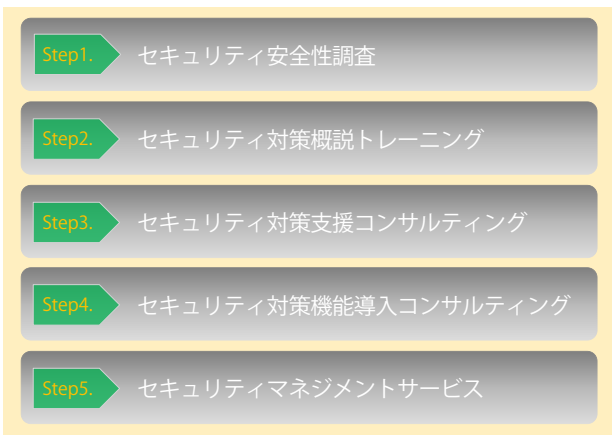 Step1. セキュリティ安全性調査
Step2. セキュリティ対策概説トレーニング
Step3. セキュリティ対策支援コンサルティング
Step4. セキュリティ対策機能導入コンサルティング
Step5. セキュリティマネジメントサービス